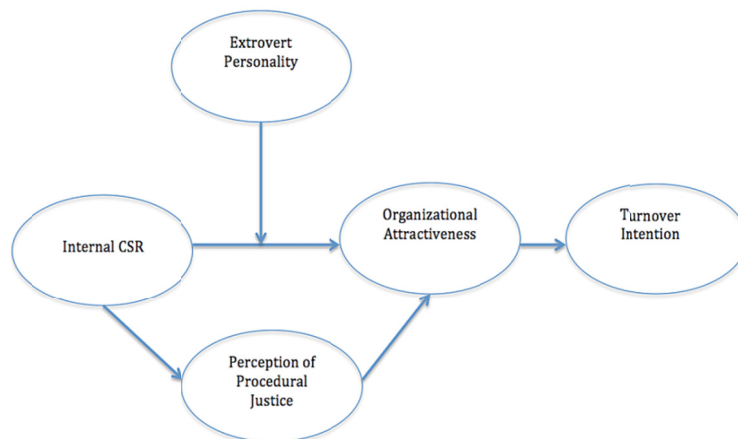 Extrovert
Personality
Internal CSR
Organizational
Attractiveness
Turnover
Intention
Perception of
Procedural
Justice